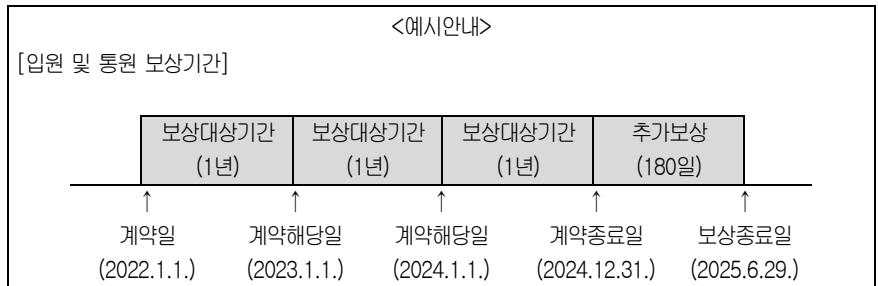 <예시안내>
[입원 및 통원 보상기간]
보상대상기간 보상대상기간 보상대상기간 추가보상
(1년) (1년) (1년) (180일)
↑ ↑ ↑ ↑ ↑
계약일 계약해당일 계약해당일 계약종료일 보상종료일
(2022.1.1.) (2023.1.1.) (2024.1.1.) (2024.12.31.) (2025.6.29.)